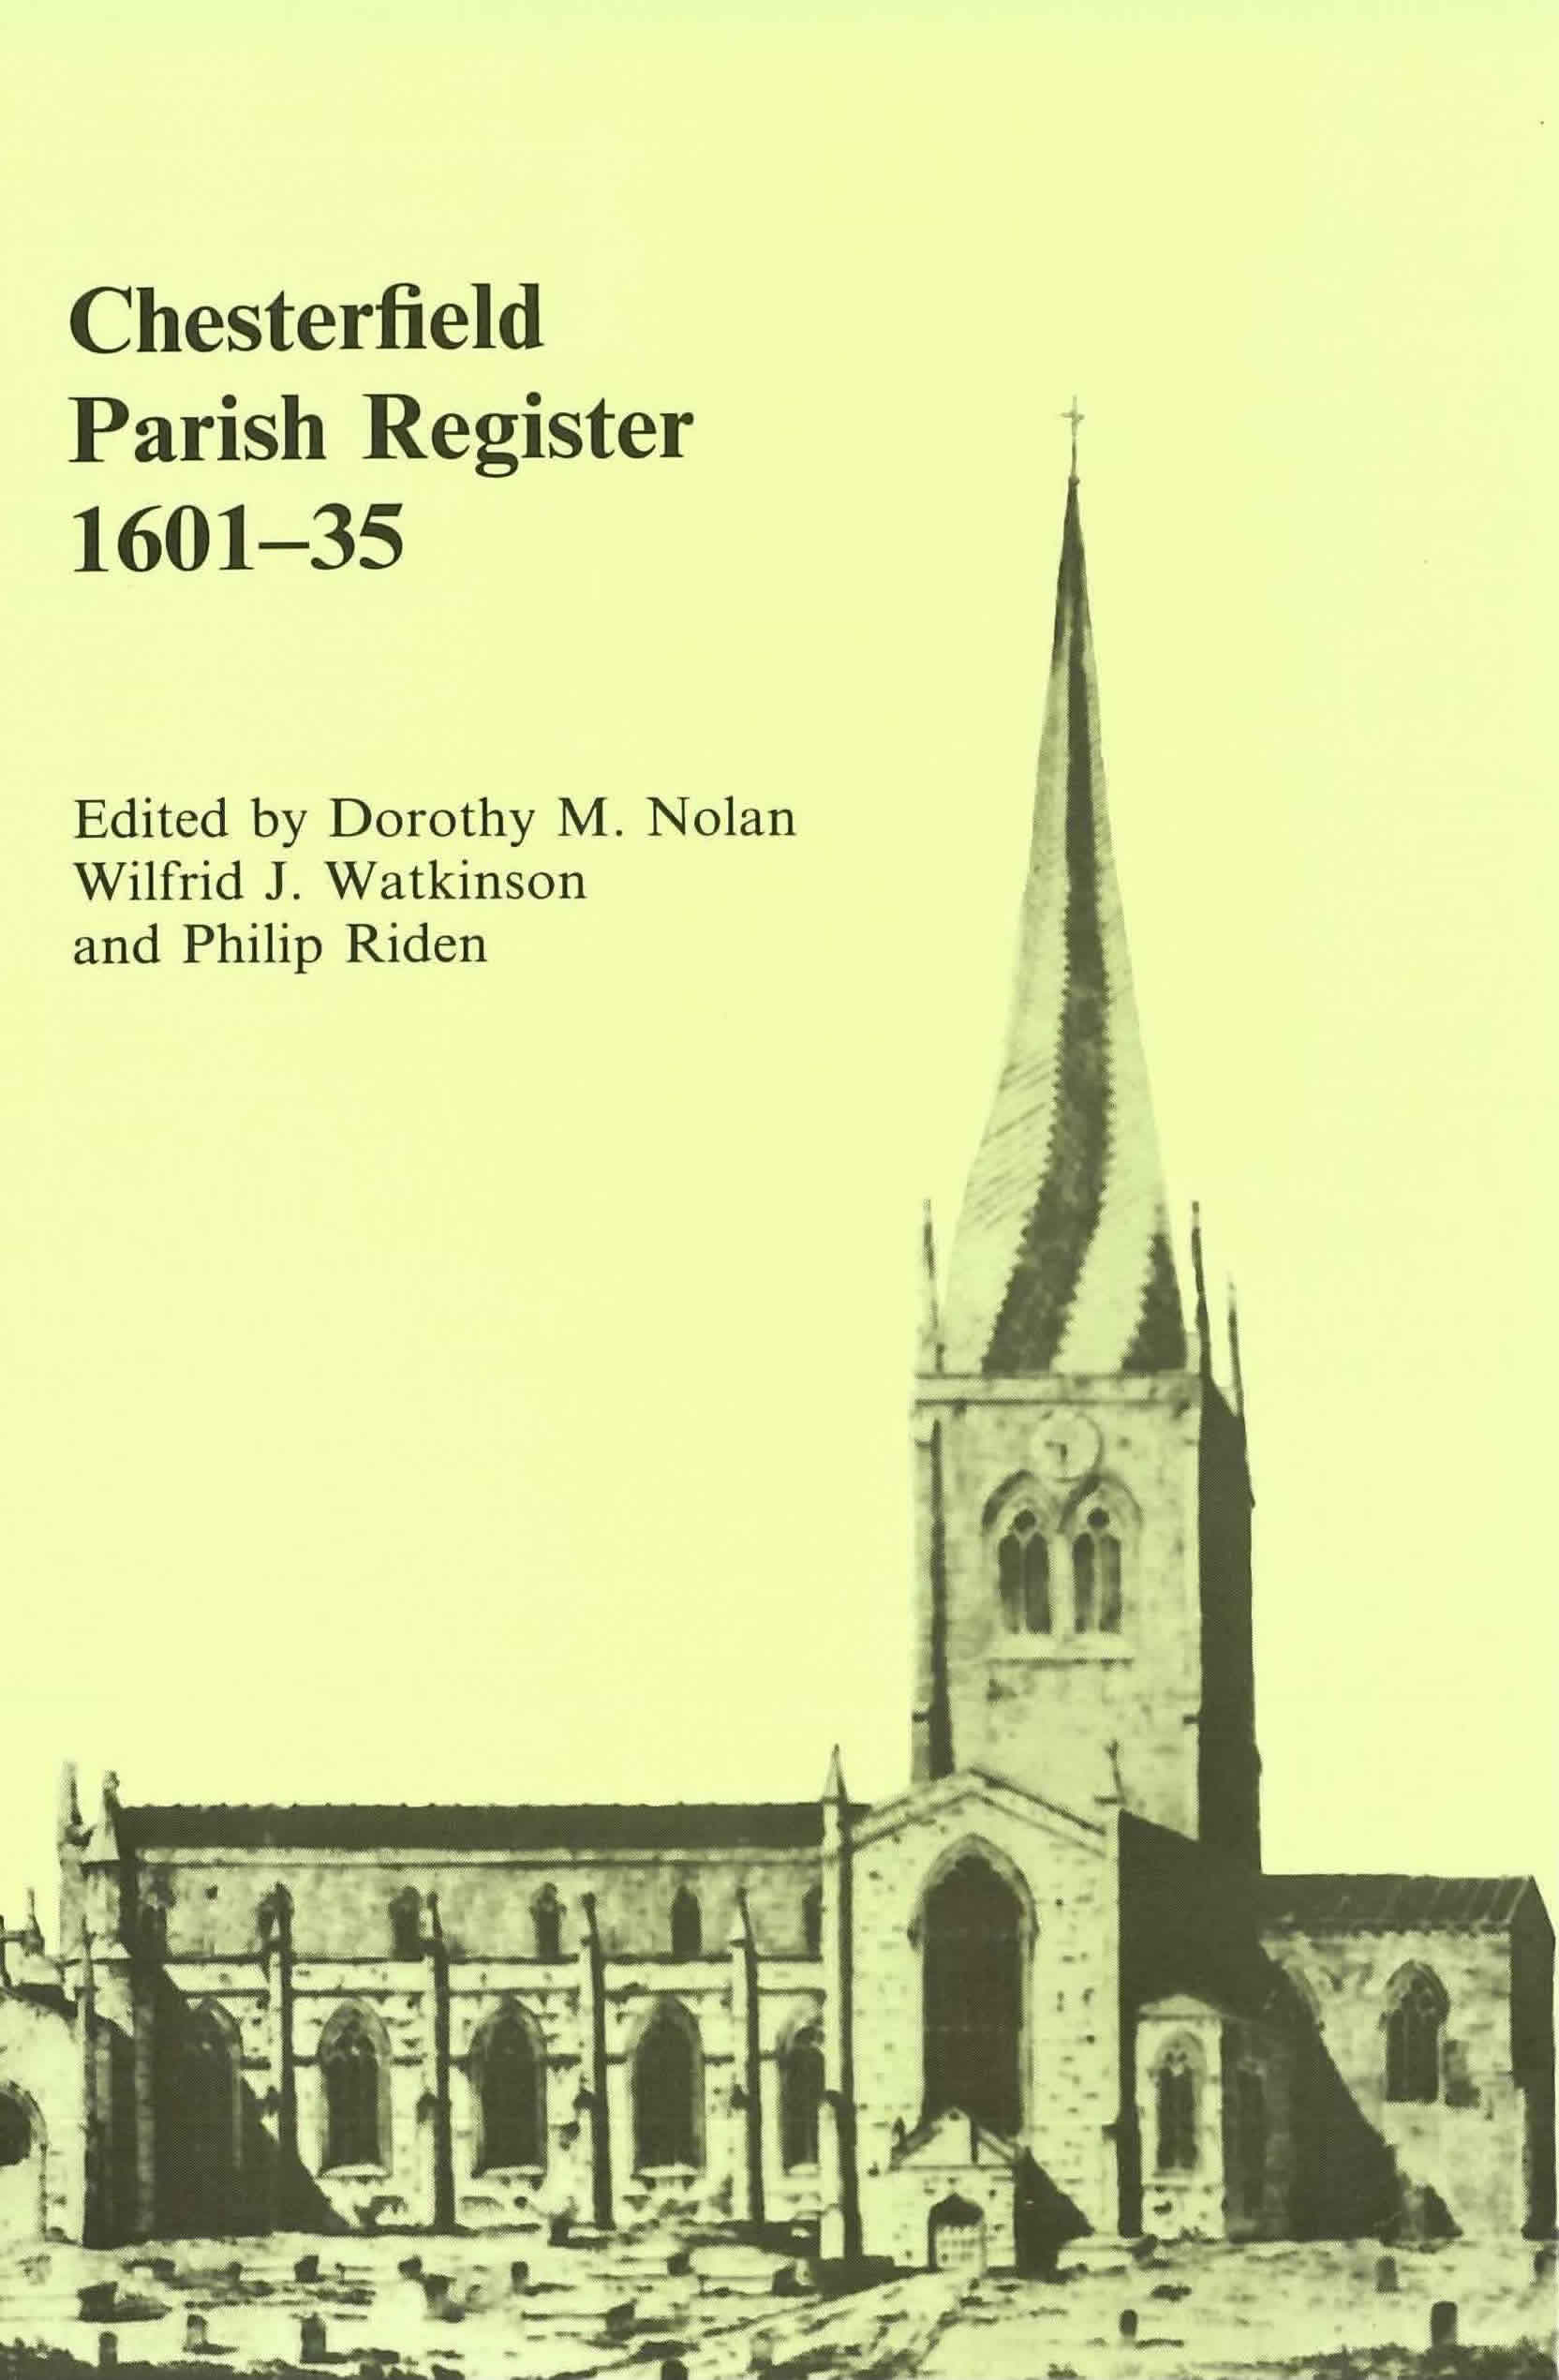 Chesterfield
Parish Register
1601–35
Edited by Dorothy M. Nolan
Wilfrid J. Watkinson
and Philip Riden